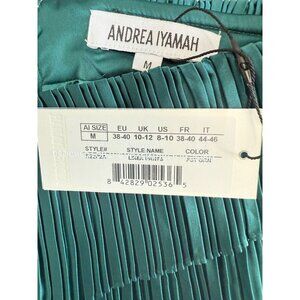 ANDREA IYAMAH
M
AI SIZE EU UK US FR IT
M 38-40 10-12 8-10 38-40 44-46
STYLE# STYLE NAME COLOR
8 42829 02536 5